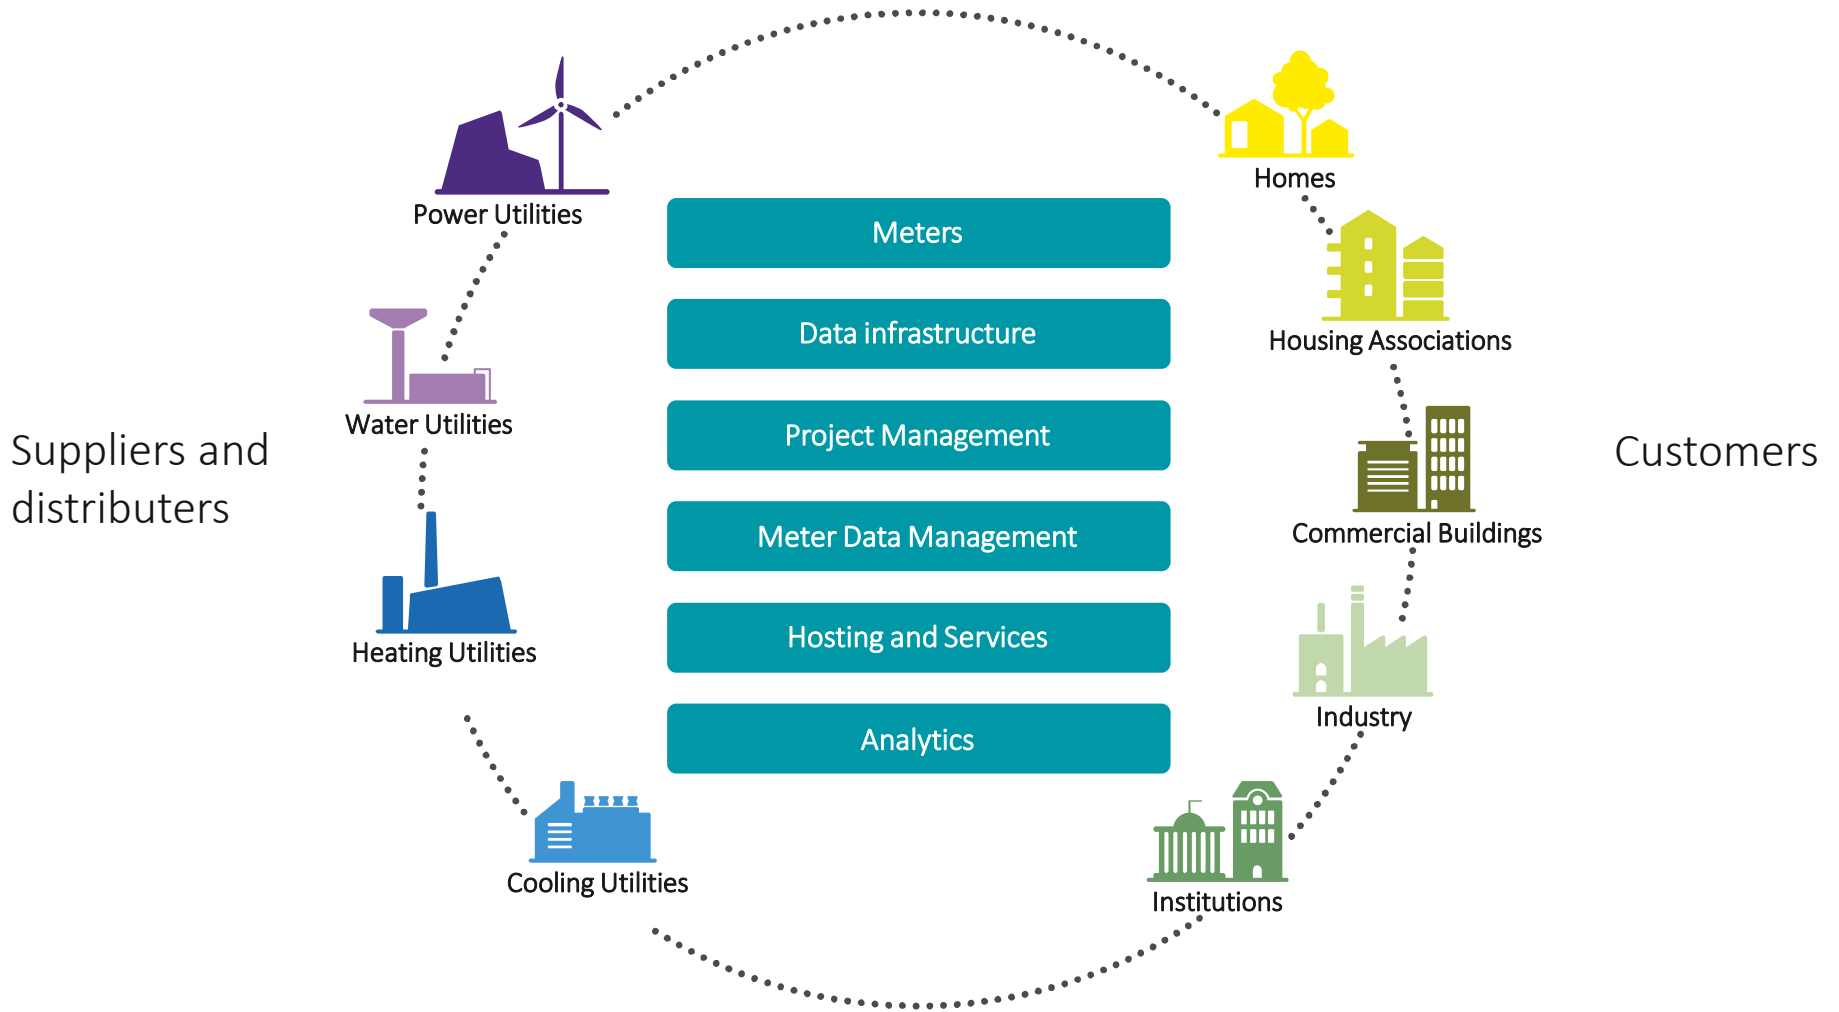 Suppliers and
distributers
Power Utilities
Water Utilities
Heating Utilities
Cooling Utilities
Meters
Data infrastructure
Project Management
Meter Data Management
Hosting and Services
Analytics
Homes
Housing Associations
Commercial Buildings
Industry
Institutions
Customers